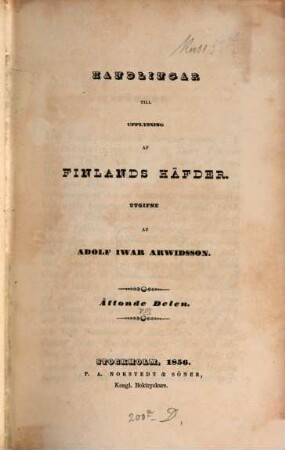 HANDLINGAR
TILL
UPPLYSNING
AF
FINLANDS HÄFDER.
UTGIFNE
AF
ADOLF IWAR ARWIDSSON.
Åttonde Delen.
STOCKHOLM, 1856.
P. A. NORSTEDT & SÖNER,
Kongl. Boktryckare.